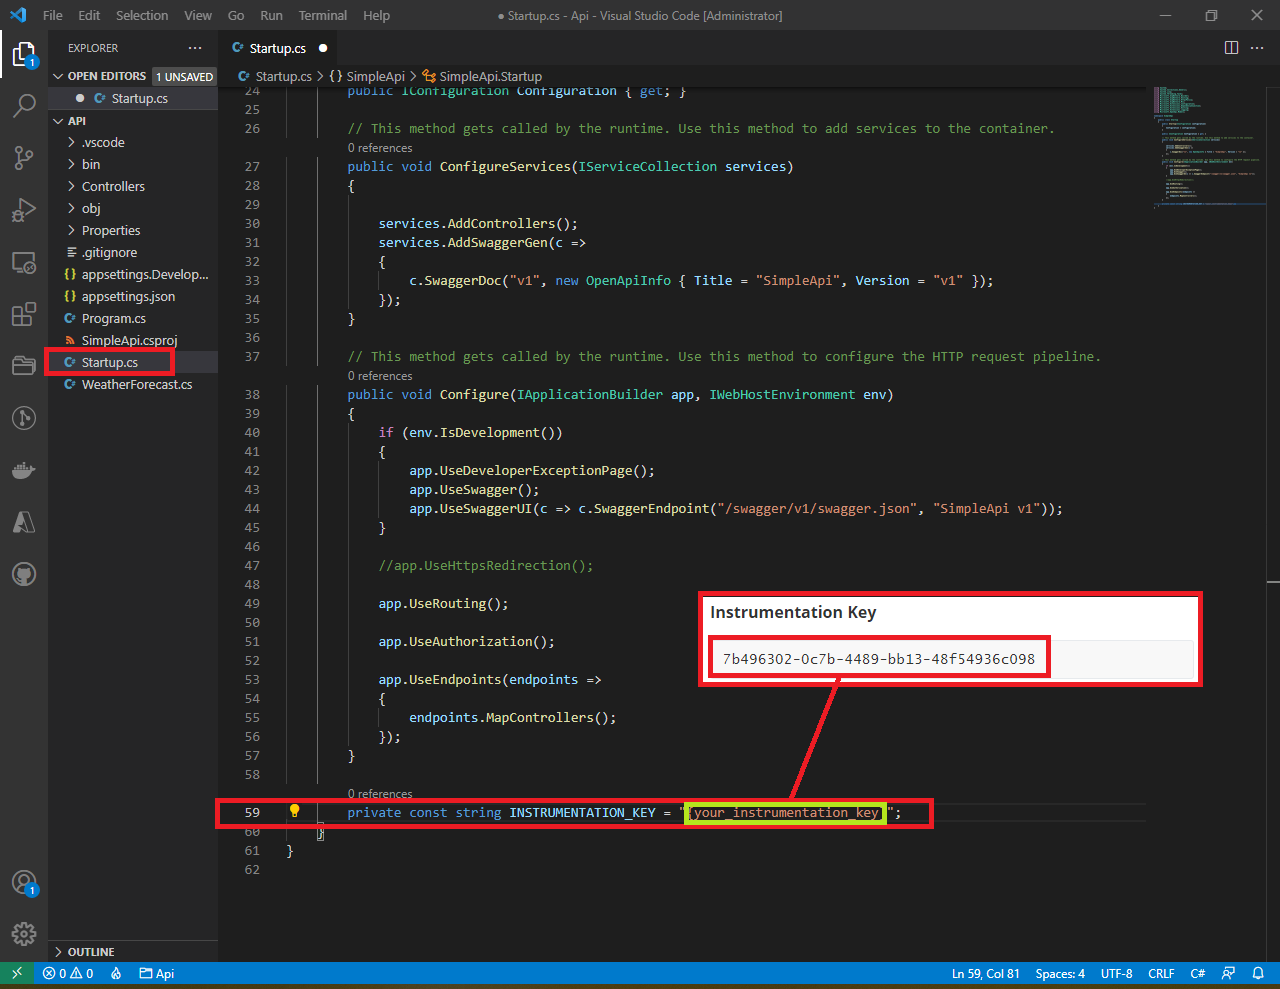 File Edit Selection View Go Run Terminal Help ● Startup.cs - Api - Visual Studio Code [Administrator]
EXPLORER
OPEN EDITORS 1 UNSAVED
● Startup.cs
API
.vscode
bin
Controllers
obj
Properties
.gitignore
appsettings.Develop...
appsettings.json
Program.cs
SimpleApi.csproj
Startup.cs
WeatherForecast.cs
OUTLINE
1
1
Startup.cs ●
Startup.cs > {} SimpleApi > SimpleApi.Startup
24 public IConfiguration Configuration { get; }
25
26 // This method gets called by the runtime. Use this method to add services to the container.
0 references
27 public void ConfigureServices(IServiceCollection services)
28 {
29
30 services.AddControllers();
31 services.AddSwaggerGen(c =>
32 {
33 c.SwaggerDoc("v1", new OpenApiInfo { Title = "SimpleApi", Version = "v1" });
34 });
35 }
36
37 // This method gets called by the runtime. Use this method to configure the HTTP request pipeline.
0 references
38 public void Configure(IApplicationBuilder app, IWebHostEnvironment env)
39 {
40 if (env.IsDevelopment())
41 {
42 app.UseDeveloperExceptionPage();
43 app.UseSwagger();
44 app.UseSwaggerUI(c => c.SwaggerEndpoint("/swagger/v1/swagger.json", "SimpleApi v1"));
45 }
46
47 //app.UseHttpsRedirection();
48
49 app.UseRouting();
50
51 app.UseAuthorization();
52
53 app.UseEndpoints(endpoints =>
54 {
55 endpoints.MapControllers();
56 });
57 }
58
0 references
59 private const string INSTRUMENTATION_KEY = "your_instrumentation_key";
60 }
61 }
62
Instrumentation Key
7b496302-0c7b-4489-bb13-48f54936c098
0 0 Api Ln 59, Col 81 Spaces: 4 UTF-8 CRLF C#